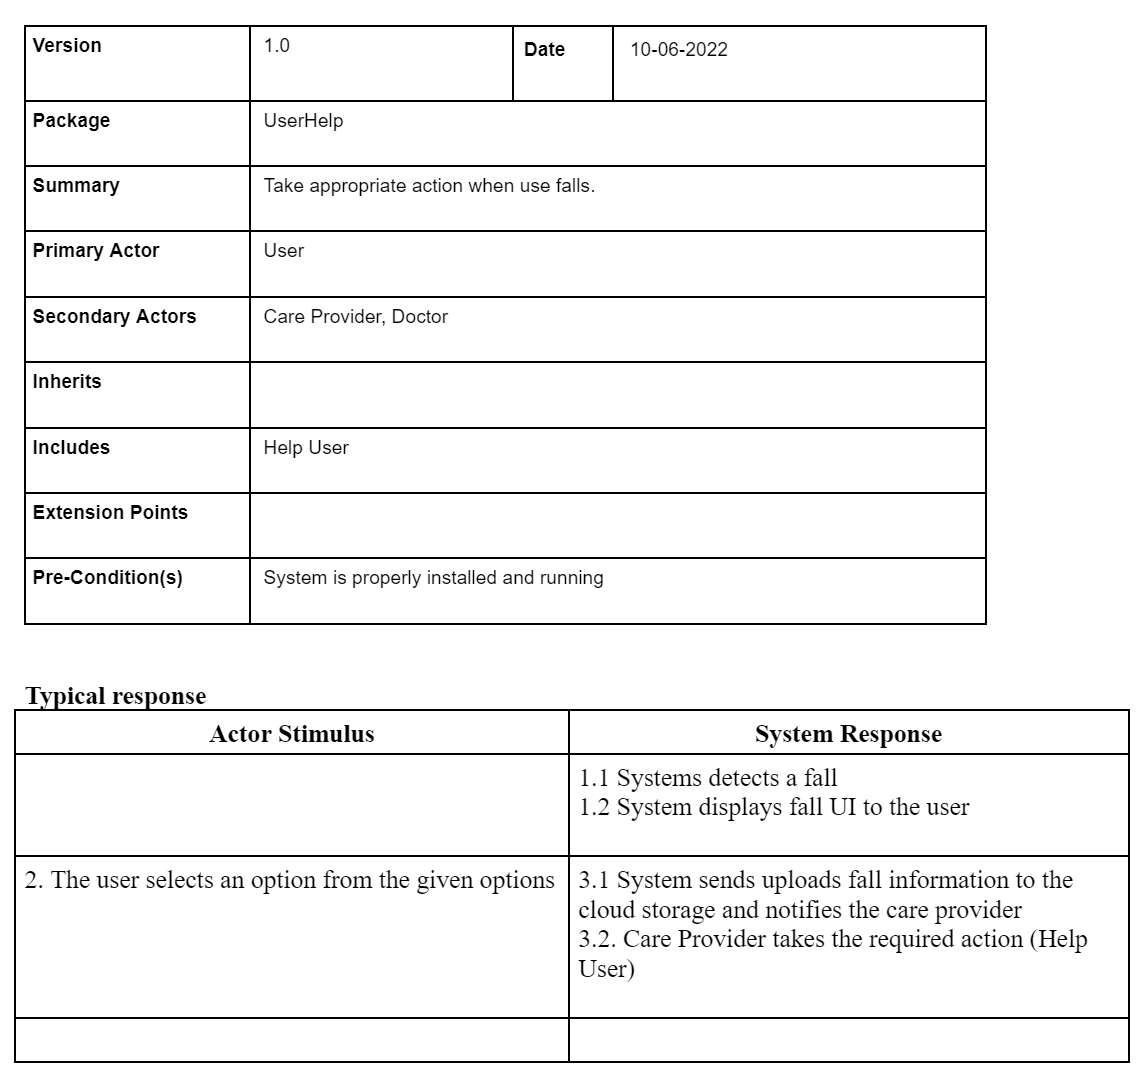 Version 1.0 Date 10-06-2022
Package UserHelp
Summary Take appropriate action when use falls.
Primary Actor User
Secondary Actors Care Provider, Doctor
Inherits
Includes Help User
Extension Points
Pre-Condition(s) System is properly installed and running
Typical response
Actor Stimulus System Response
1.1 Systems detects a fall
1.2 System displays fall UI to the user
2. The user selects an option from the given options
3.1 System sends uploads fall information to the
cloud storage and notifies the care provider
3.2. Care Provider takes the required action (Help
User)